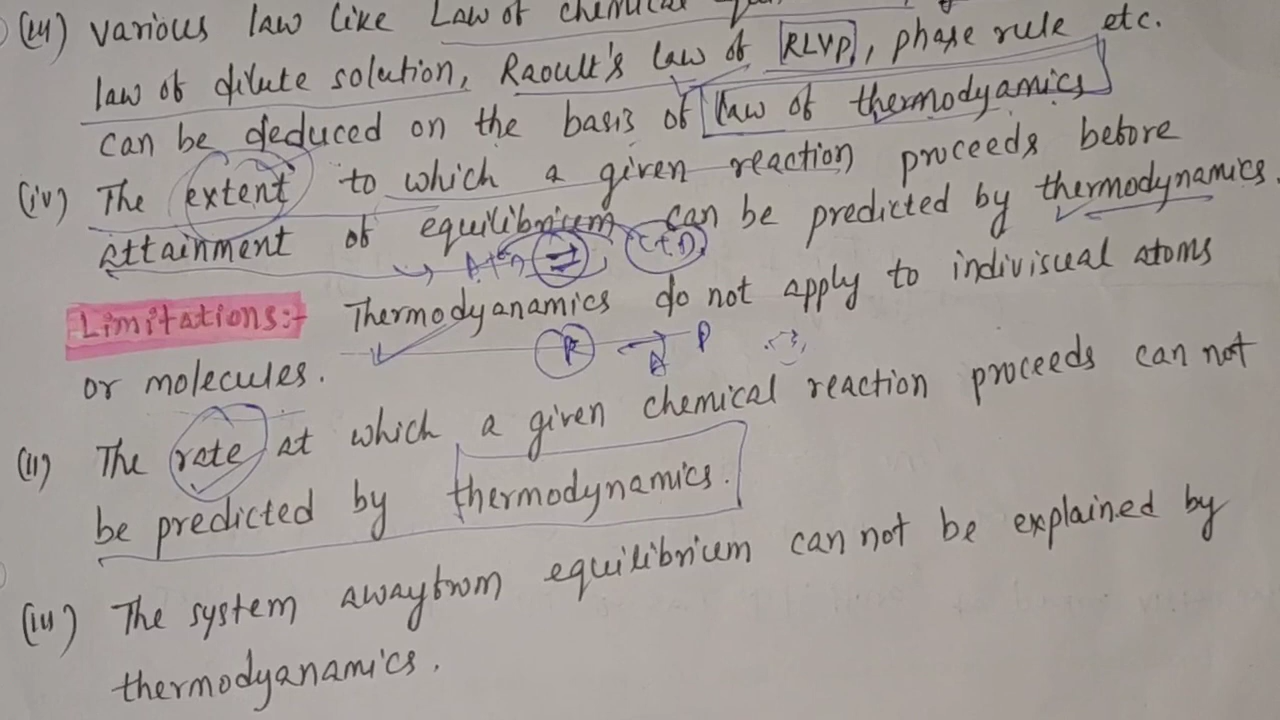 (iii) various law like Law of chemical
law of dilute solution, Raoult's law of RLVP, phase rule etc.
can be deduced on the basis of law of thermodyamics
(iv) The extent to which a given reaction proceeds before
attainment of equilibrium can be predicted by thermodynamics.
⇌
Limitations:- Thermodyanamics do not apply to indiviscual atoms
R → P
or molecules.
(ii) The rate at which a given chemical reaction proceeds can not
be predicted by thermodynamics.
(iii) The system away from equilibrium can not be explained by
thermodyanamics.